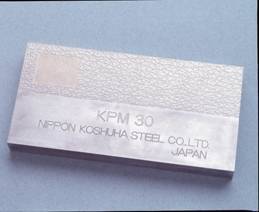 KPM 30
NIPPON KOSHUHA STEEL CO.,LTD.
JAPAN